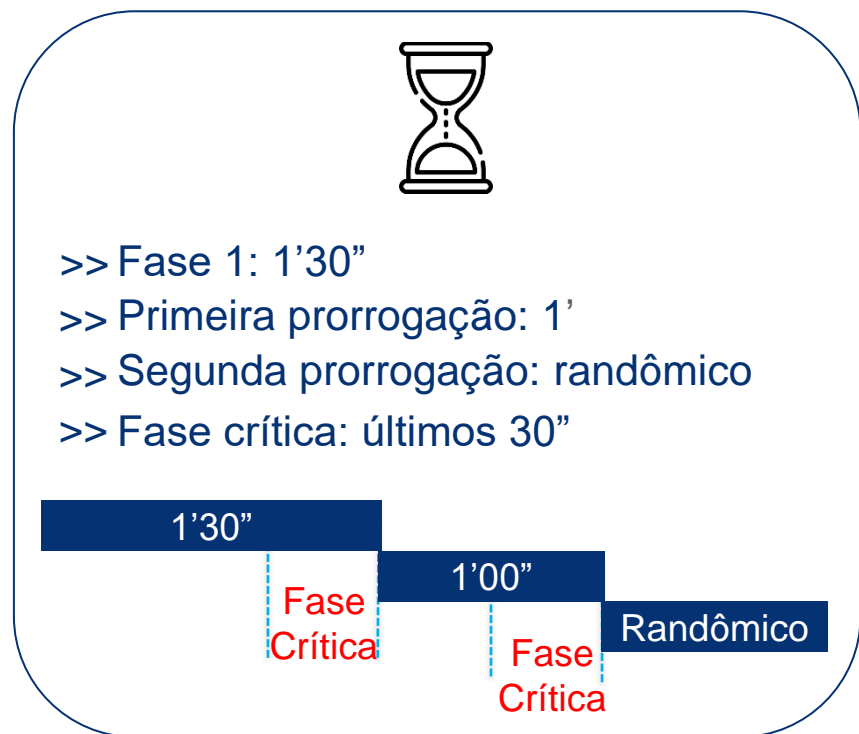 >> Fase 1: 1’30”
>> Primeira prorrogação: 1’
>> Segunda prorrogação: randômico
>> Fase crítica: últimos 30”
1’30”
Fase
Crítica
1’00”
Fase
Crítica
Randômico